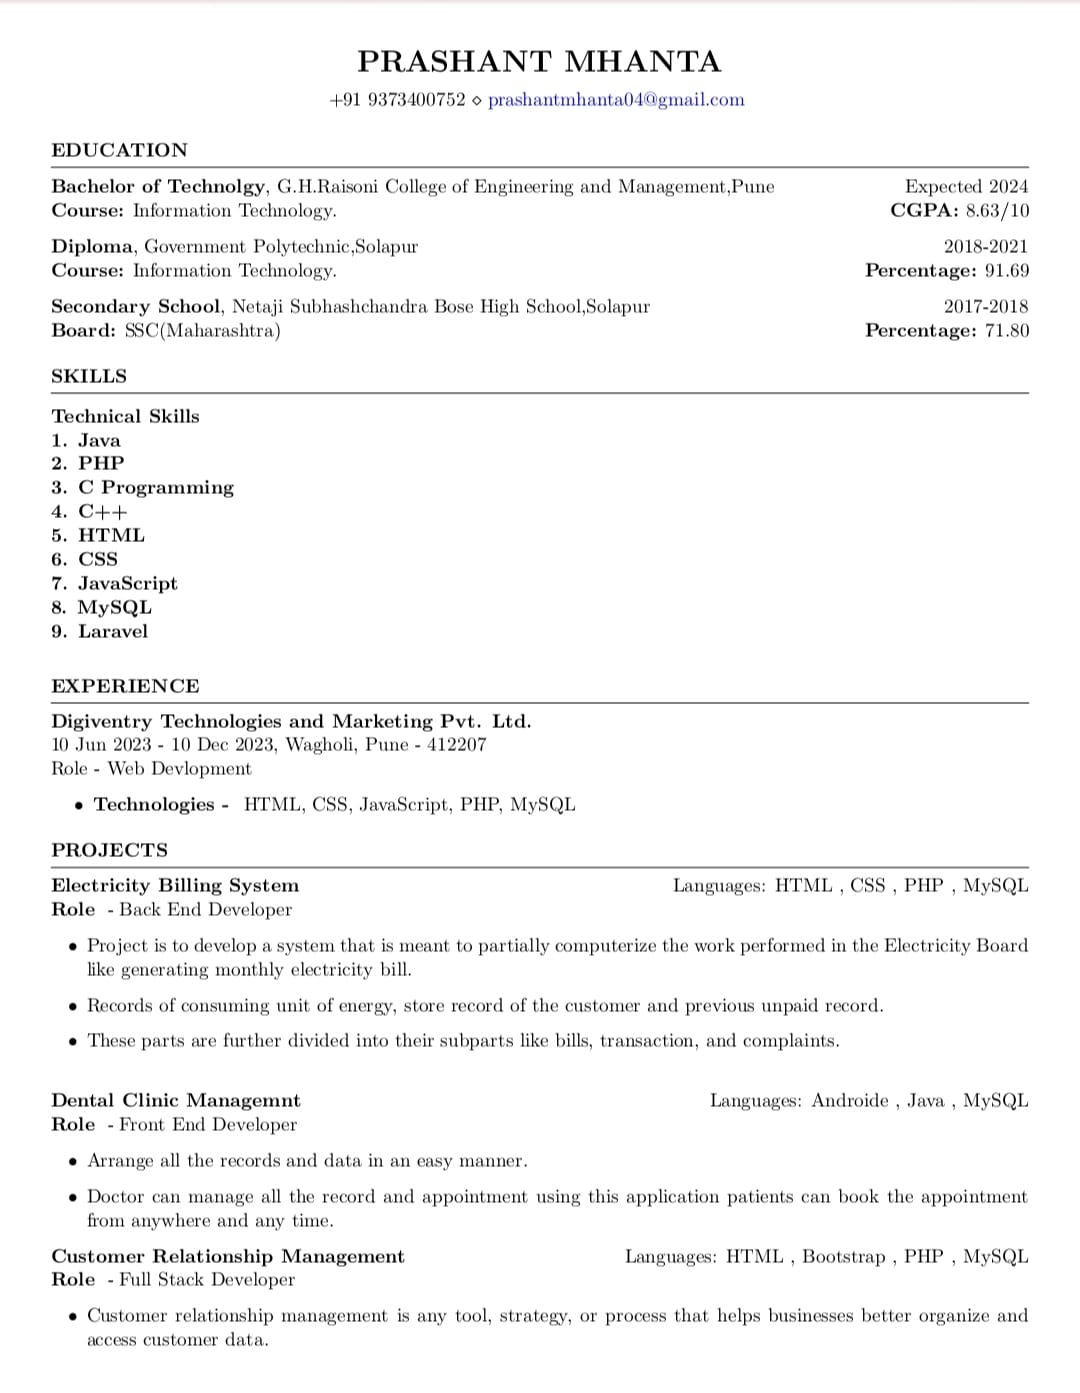 PRASHANT MHANTA
+91 9373400752 ⋄ prashantmhanta04@gmail.com
EDUCATION
Bachelor of Technolgy, G.H.Raisoni College of Engineering and Management,Pune Expected 2024
Course: Information Technology. CGPA: 8.63/10
Diploma, Government Polytechnic,Solapur 2018-2021
Course: Information Technology. Percentage: 91.69
Secondary School, Netaji Subhashchandra Bose High School,Solapur 2017-2018
Board: SSC(Maharashtra) Percentage: 71.80
SKILLS
Technical Skills
1. Java
2. PHP
3. C Programming
4. C++
5. HTML
6. CSS
7. JavaScript
8. MySQL
9. Laravel
EXPERIENCE
Digiventry Technologies and Marketing Pvt. Ltd.
10 Jun 2023 - 10 Dec 2023, Wagholi, Pune - 412207
Role - Web Devlopment
• Technologies - HTML, CSS, JavaScript, PHP, MySQL
PROJECTS
Electricity Billing System Languages: HTML , CSS , PHP , MySQL
Role - Back End Developer
• Project is to develop a system that is meant to partially computerize the work performed in the Electricity Board
like generating monthly electricity bill.
• Records of consuming unit of energy, store record of the customer and previous unpaid record.
• These parts are further divided into their subparts like bills, transaction, and complaints.
Dental Clinic Managemnt Languages: Androide , Java , MySQL
Role - Front End Developer
• Arrange all the records and data in an easy manner.
• Doctor can manage all the record and appointment using this application patients can book the appointment
from anywhere and any time.
Customer Relationship Management Languages: HTML , Bootstrap , PHP , MySQL
Role - Full Stack Developer
• Customer relationship management is any tool, strategy, or process that helps businesses better organize and
access customer data.